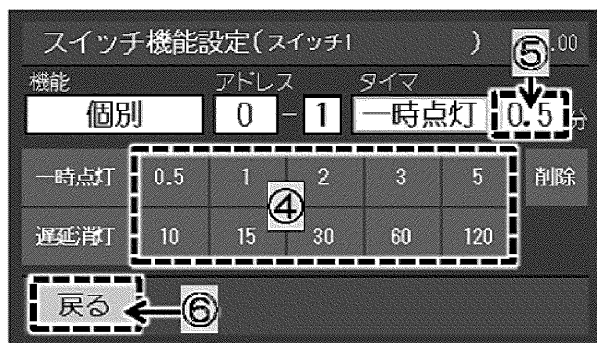 スイッチ機能設定(スイッチ1 ) ⑤.00
機能 アドレス タイマ
個別 0 - 1 一時点灯 0.5 分
一時点灯 0.5 1 2 3 5 削除
④
遅延消灯 10 15 30 60 120
戻る ⑥